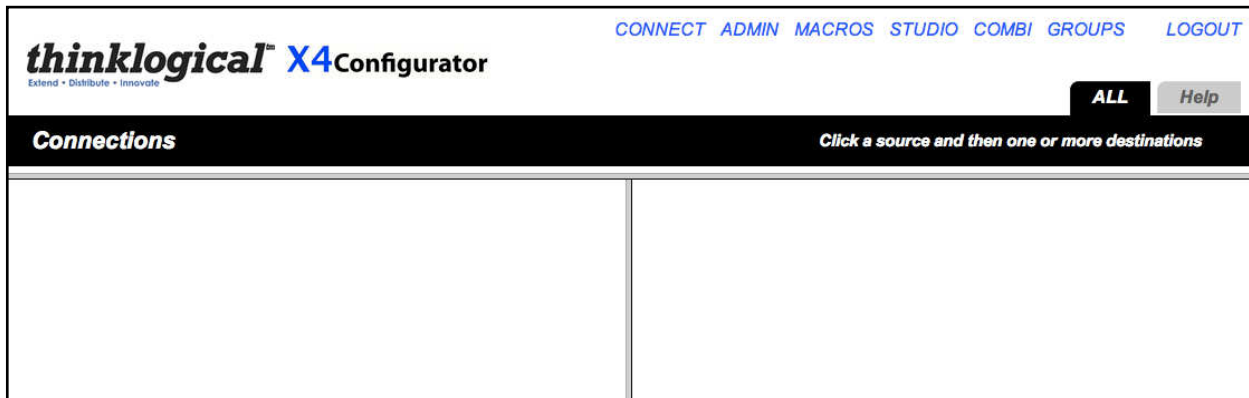 CONNECT ADMIN MACROS STUDIO COMBI GROUPS LOGOUT
thinklogical™ X4Configurator
Extend • Distribute • Innovate
ALL Help
Connections Click a source and then one or more destinations